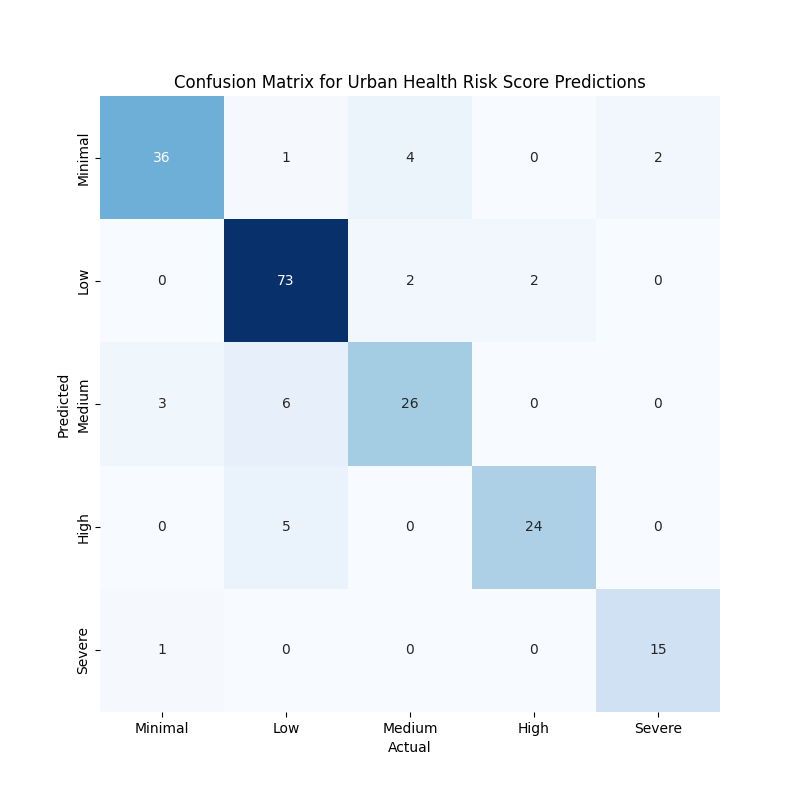 Confusion Matrix for Urban Health Risk Score Predictions
Predicted
Minimal
36 1 4 0 2
Low
0 73 2 2 0
Medium
3 6 26 0 0
High
0 5 0 24 0
Severe
1 0 0 0 15
Minimal Low Medium High Severe
Actual